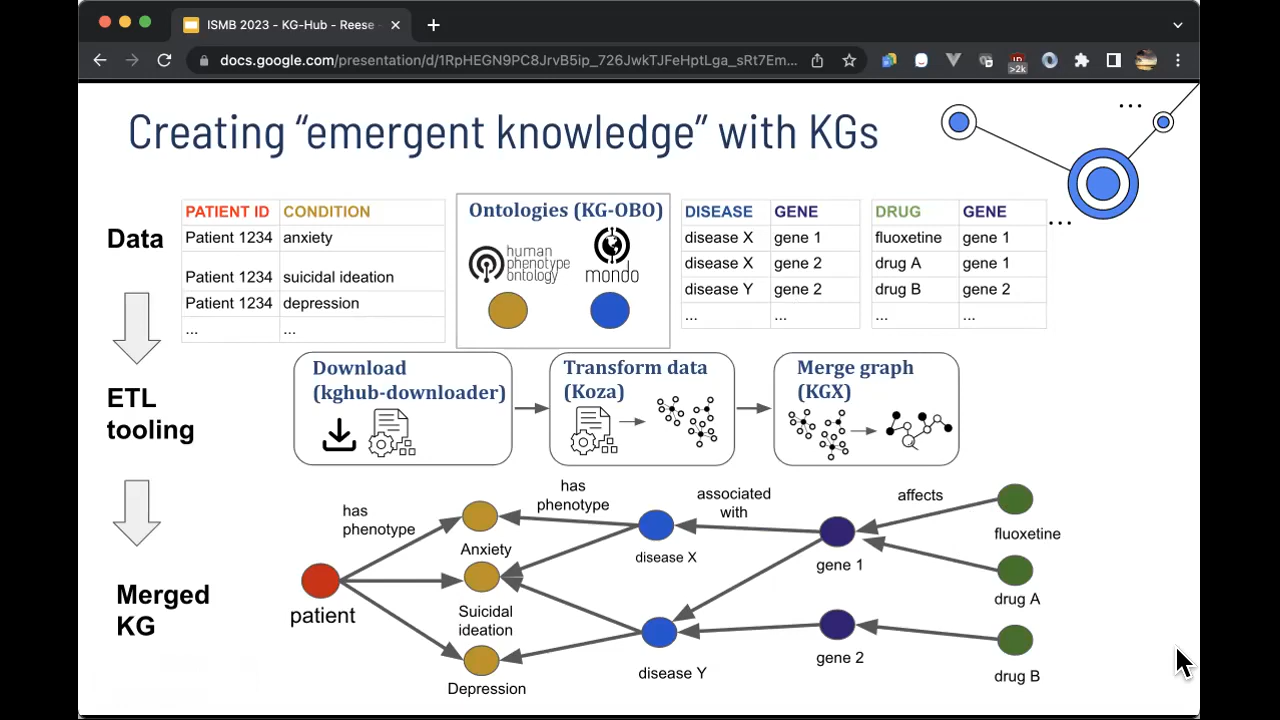 ISMB 2023 - KG-Hub - Reese -
docs.google.com/presentation/d/1RpHEGN9PC8JrvB5ip_726JwkTJFeHptLga_sRt7Em...
>2k
Creating “emergent knowledge” with KGs
...
Data
PATIENT ID CONDITION
Patient 1234 anxiety
Patient 1234 suicidal ideation
Patient 1234 depression
... ...
Ontologies (KG-OBO)
human
phenotype
ontology
mondo
DISEASE GENE
disease X gene 1
disease X gene 2
disease Y gene 2
... ...
DRUG GENE
fluoxetine gene 1
drug A gene 1
drug B gene 2
... ...
...
ETL
tooling
Download
(kghub-downloader)
Transform data
(Koza)
Merge graph
(KGX)
Merged
KG
patient
has
phenotype
Anxiety
Suicidal
ideation
Depression
has
phenotype
disease X
disease Y
associated
with
gene 1
gene 2
affects
fluoxetine
drug A
drug B